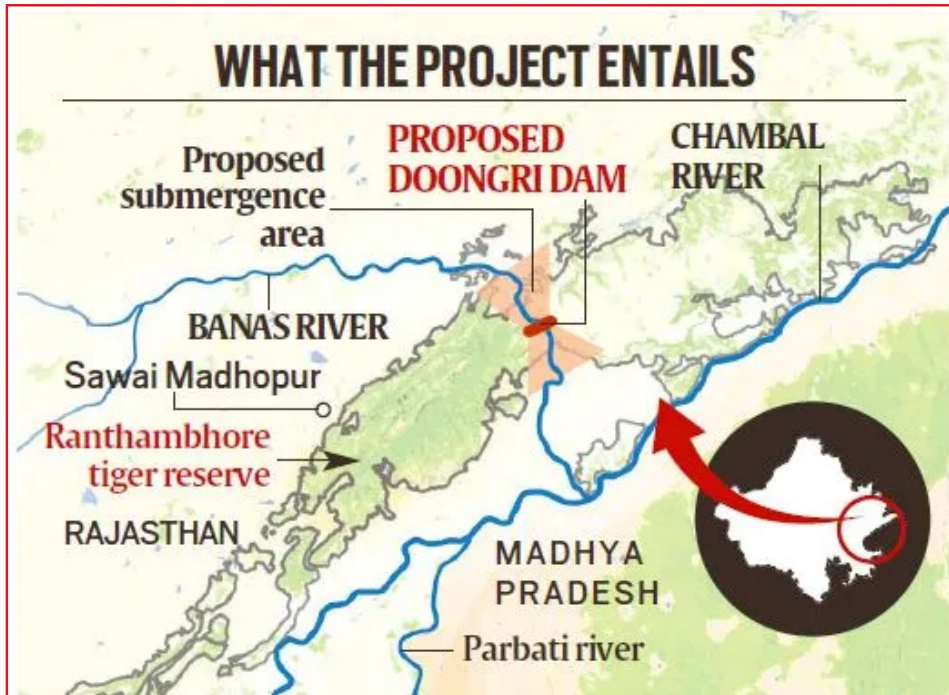 WHAT THE PROJECT ENTAILS
Proposed
submergence
area
PROPOSED
DOONGRI DAM
CHAMBAL
RIVER
BANAS RIVER
Sawai Madhopur
Ranthambhore
tiger reserve
RAJASTHAN
MADHYA
PRADESH
Parbati river